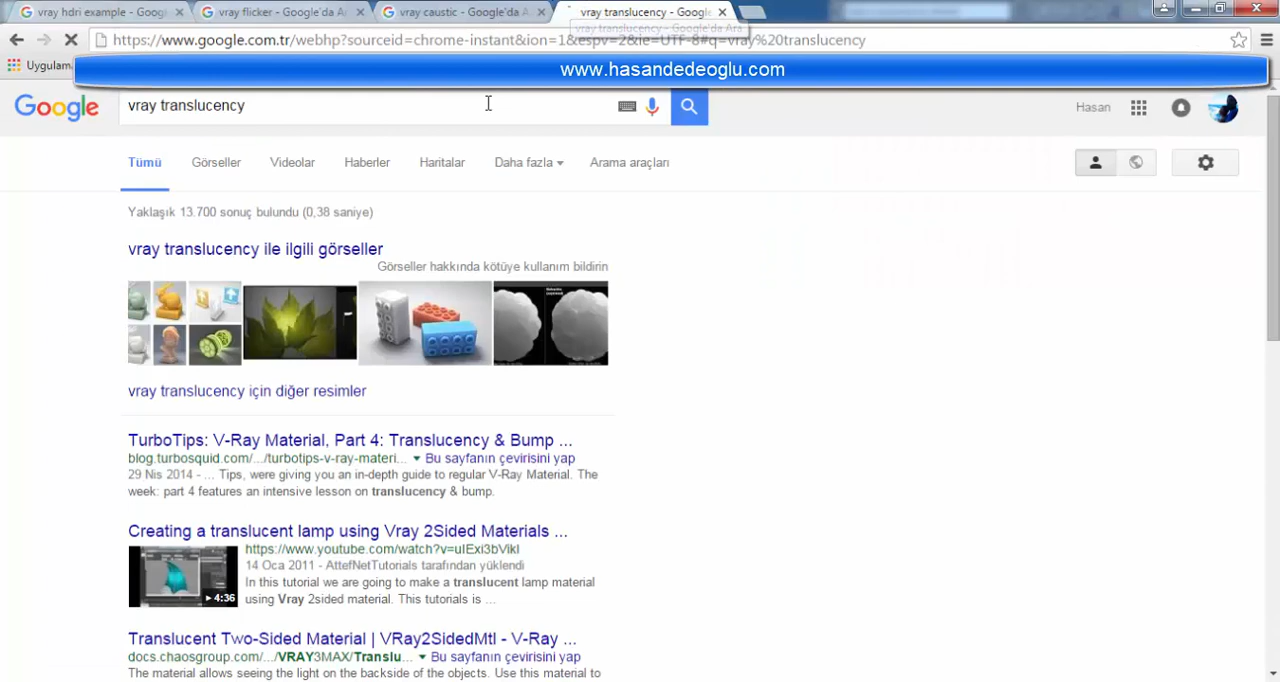 vray hdri example - Goog
vray flicker - Google'da Ar
vray caustic - Google'da A
vray translucency - Google
vray translucency - Google'da Ara
https://www.google.com.tr/webhp?sourceid=chrome-instant&ion=1&espv=2&ie=UTF-8#q=vray%20translucency
Uygulam
www.hasandedeoglu.com
Google
vray translucency
Hasan
Tümü Görseller Videolar Haberler Haritalar Daha fazla Arama araçları
Yaklaşık 13.700 sonuç bulundu (0,38 saniye)
vray translucency ile ilgili görseller
Görseller hakkında kötüye kullanım bildirin
vray translucency için diğer resimler
TurboTips: V-Ray Material, Part 4: Translucency & Bump ...
blog.turbosquid.com/.../turbotips-v-ray-materi... Bu sayfanın çevirisini yap
29 Nis 2014 - ... Tips, were giving you an in-depth guide to regular V-Ray Material. The
week: part 4 features an intensive lesson on translucency & bump.
Creating a translucent lamp using Vray 2Sided Materials ...
https://www.youtube.com/watch?v=uIExi3bVIkI
14 Oca 2011 - AttefNetTutorials tarafından yüklendi
4:36
In this tutorial we are going to make a translucent lamp material
using Vray 2sided material. This tutorials is ...
Translucent Two-Sided Material | VRay2SidedMtl - V-Ray ...
docs.chaosgroup.com/.../VRAY3MAX/Translu... Bu sayfanın çevirisini yap
The material allows seeing the light on the backside of the objects. Use this material to